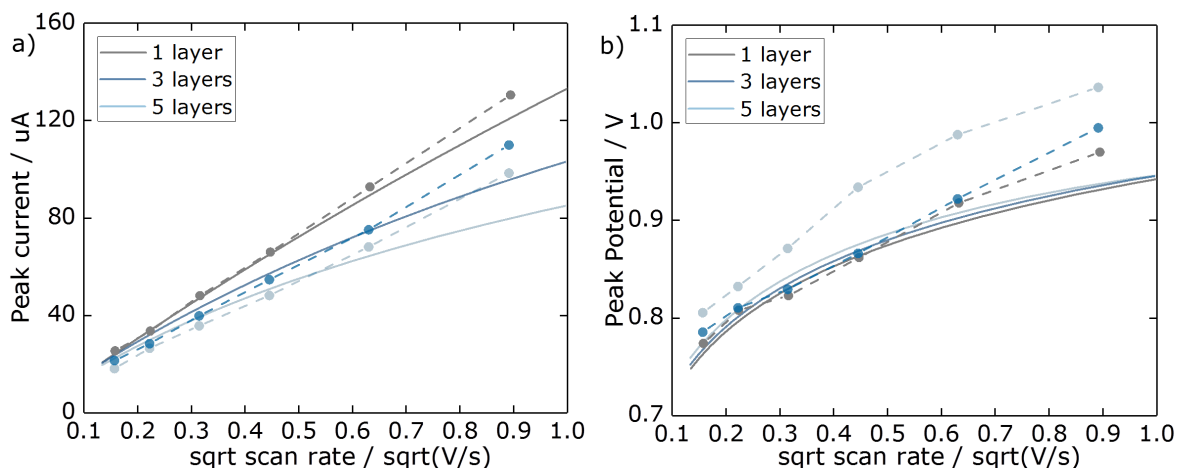 a)
Peak current / uA
160
120
80
40
0
1 layer
3 layers
5 layers
0.1 0.2 0.3 0.4 0.5 0.6 0.7 0.8 0.9 1.0
sqrt scan rate / sqrt(V/s)
b)
Peak Potential / V
1.1
1.0
0.9
0.8
0.7
1 layer
3 layers
5 layers
0.1 0.2 0.3 0.4 0.5 0.6 0.7 0.8 0.9 1.0
sqrt scan rate / sqrt(V/s)